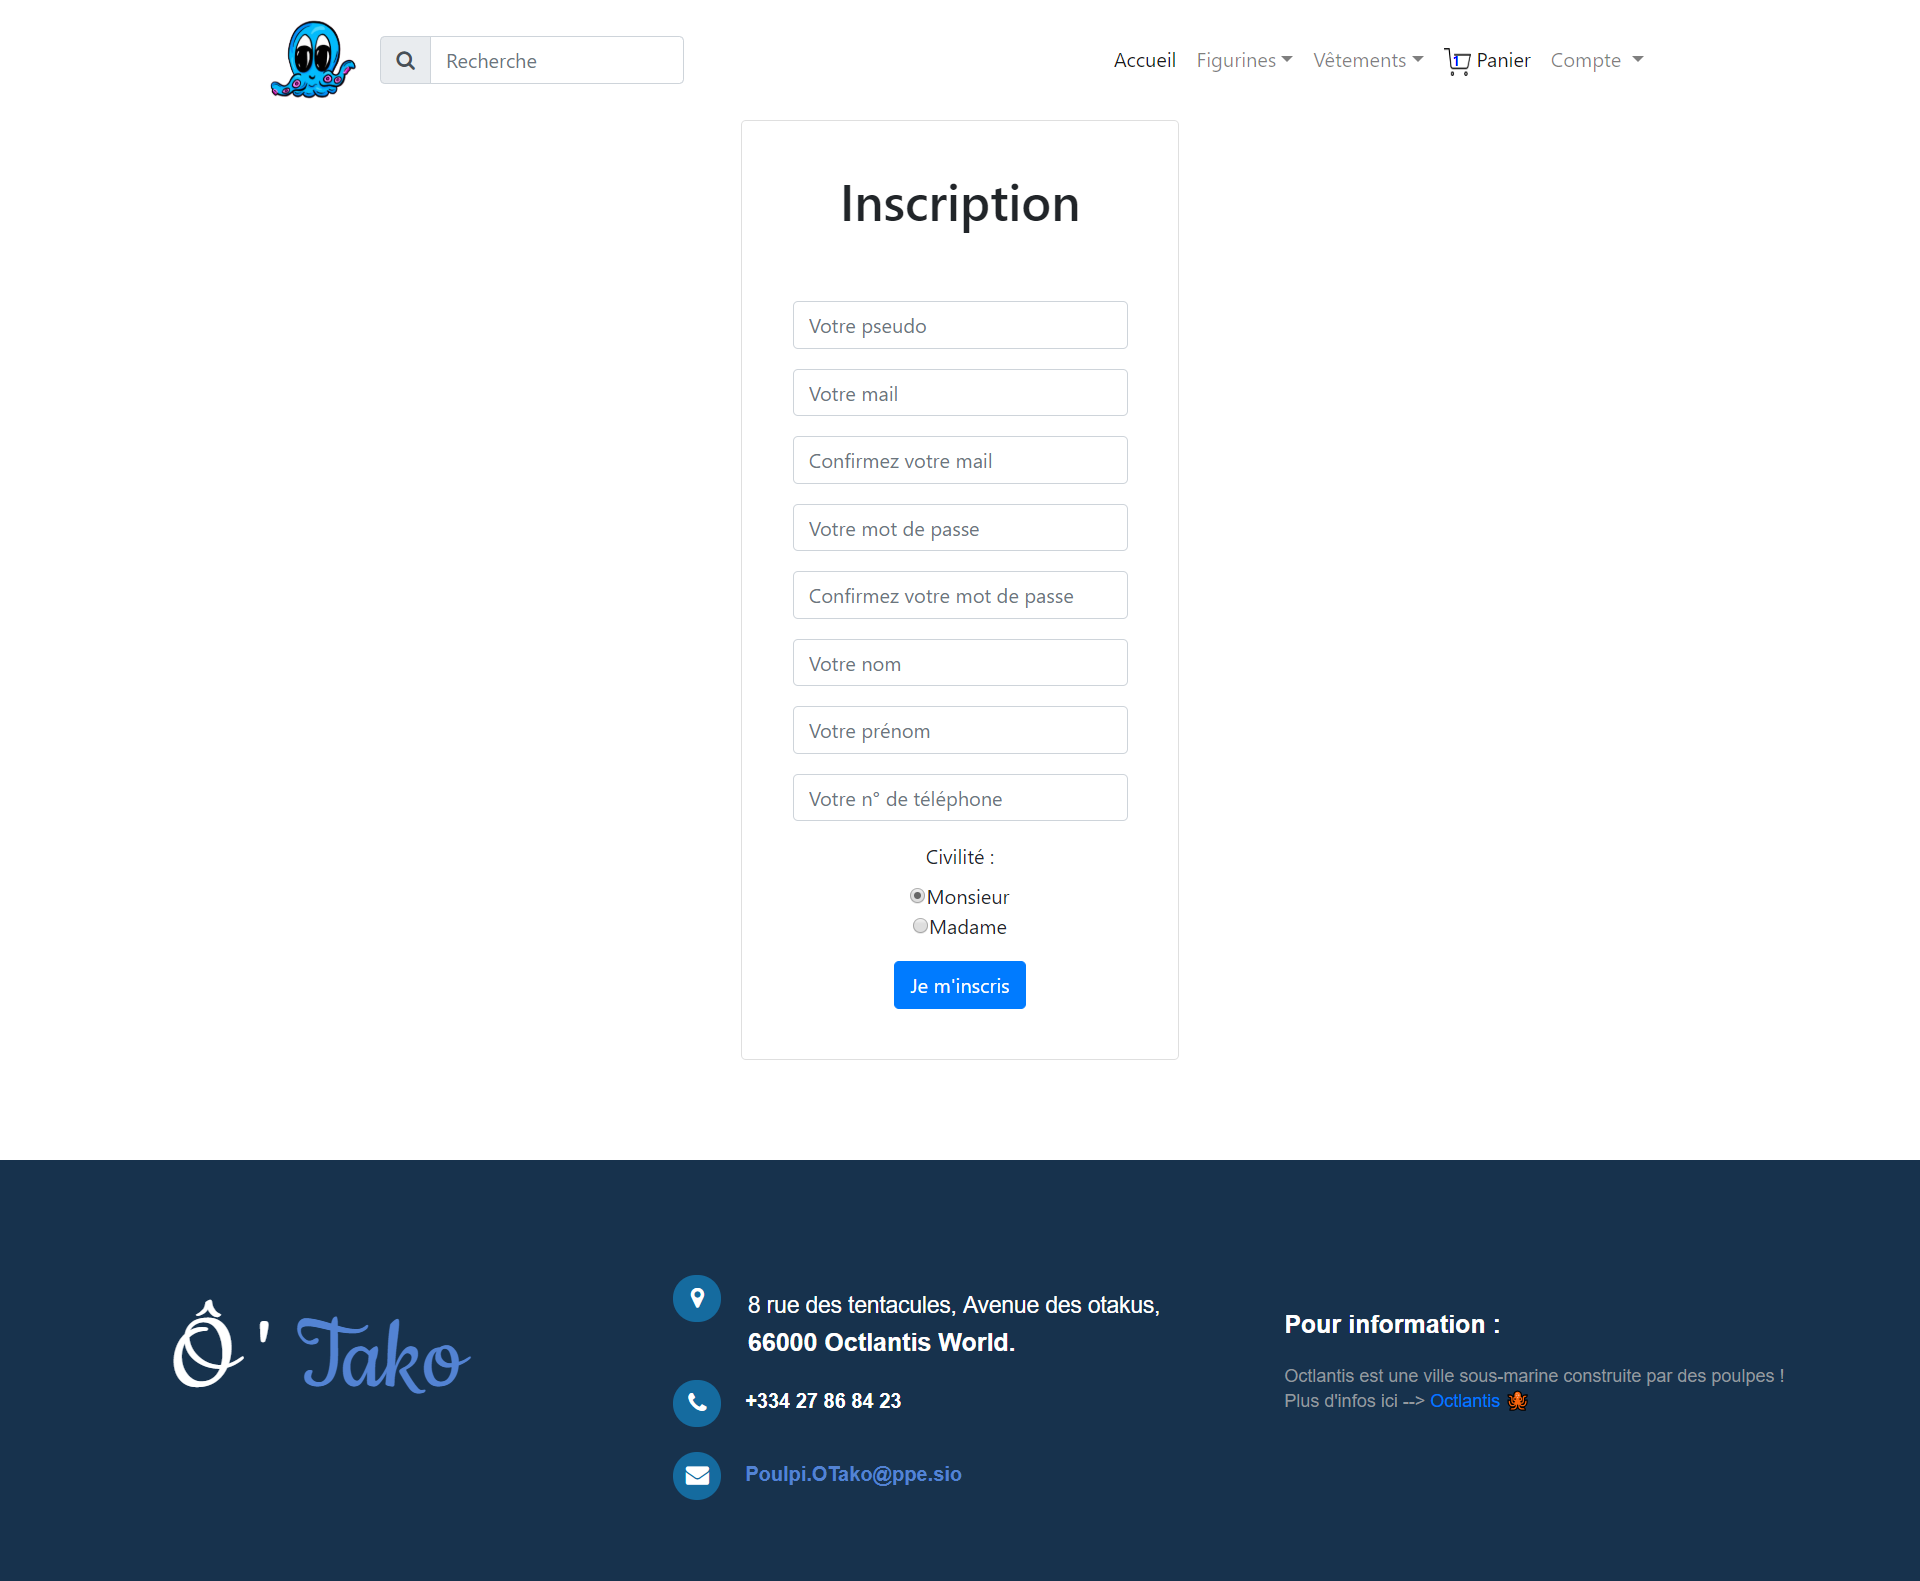 Recherche
Accueil Figurines Vêtements 1 Panier Compte
Inscription
Votre pseudo
Votre mail
Confirmez votre mail
Votre mot de passe
Confirmez votre mot de passe
Votre nom
Votre prénom
Votre n° de téléphone
Civilité :
Monsieur
Madame
Je m'inscris
Ô ' Tako
8 rue des tentacules, Avenue des otakus,
66000 Octlantis World.
+334 27 86 84 23
Poulpi.OTako@ppe.sio
Pour information :
Octlantis est une ville sous-marine construite par des poulpes !
Plus d'infos ici --> Octlantis 🐙